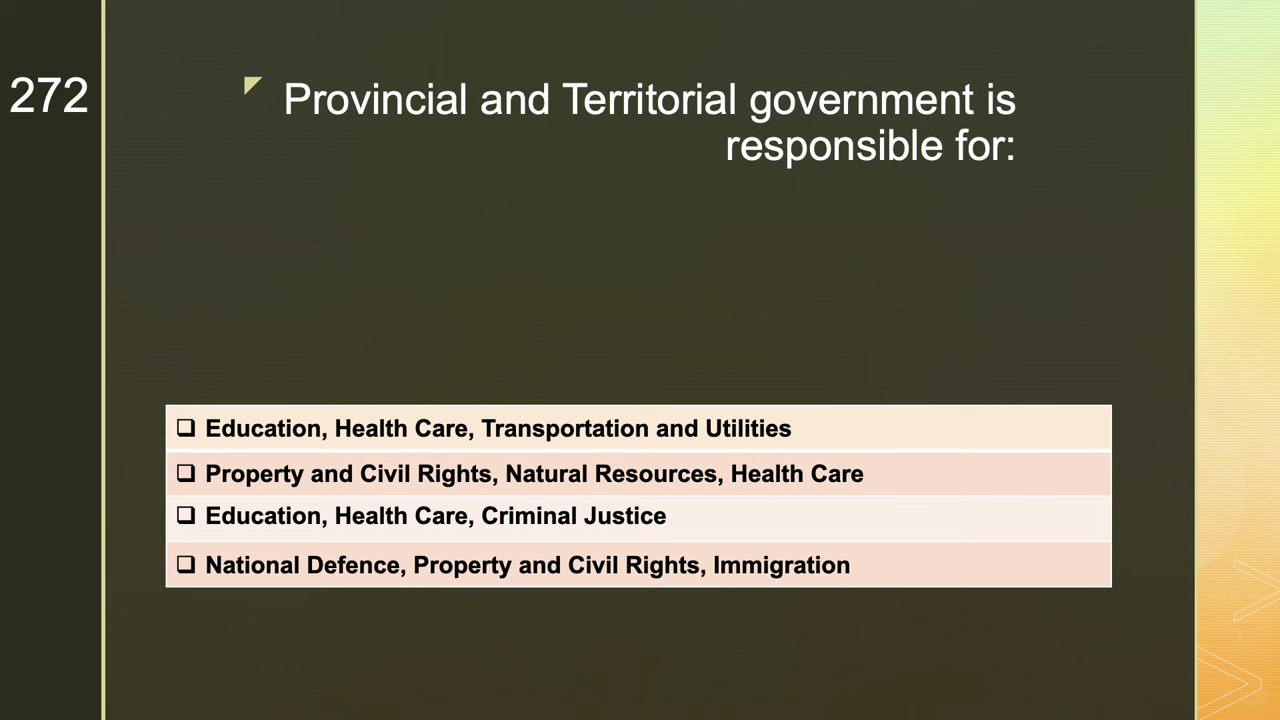 272
Provincial and Territorial government is
responsible for:
❑ Education, Health Care, Transportation and Utilities
❑ Property and Civil Rights, Natural Resources, Health Care
❑ Education, Health Care, Criminal Justice
❑ National Defence, Property and Civil Rights, Immigration